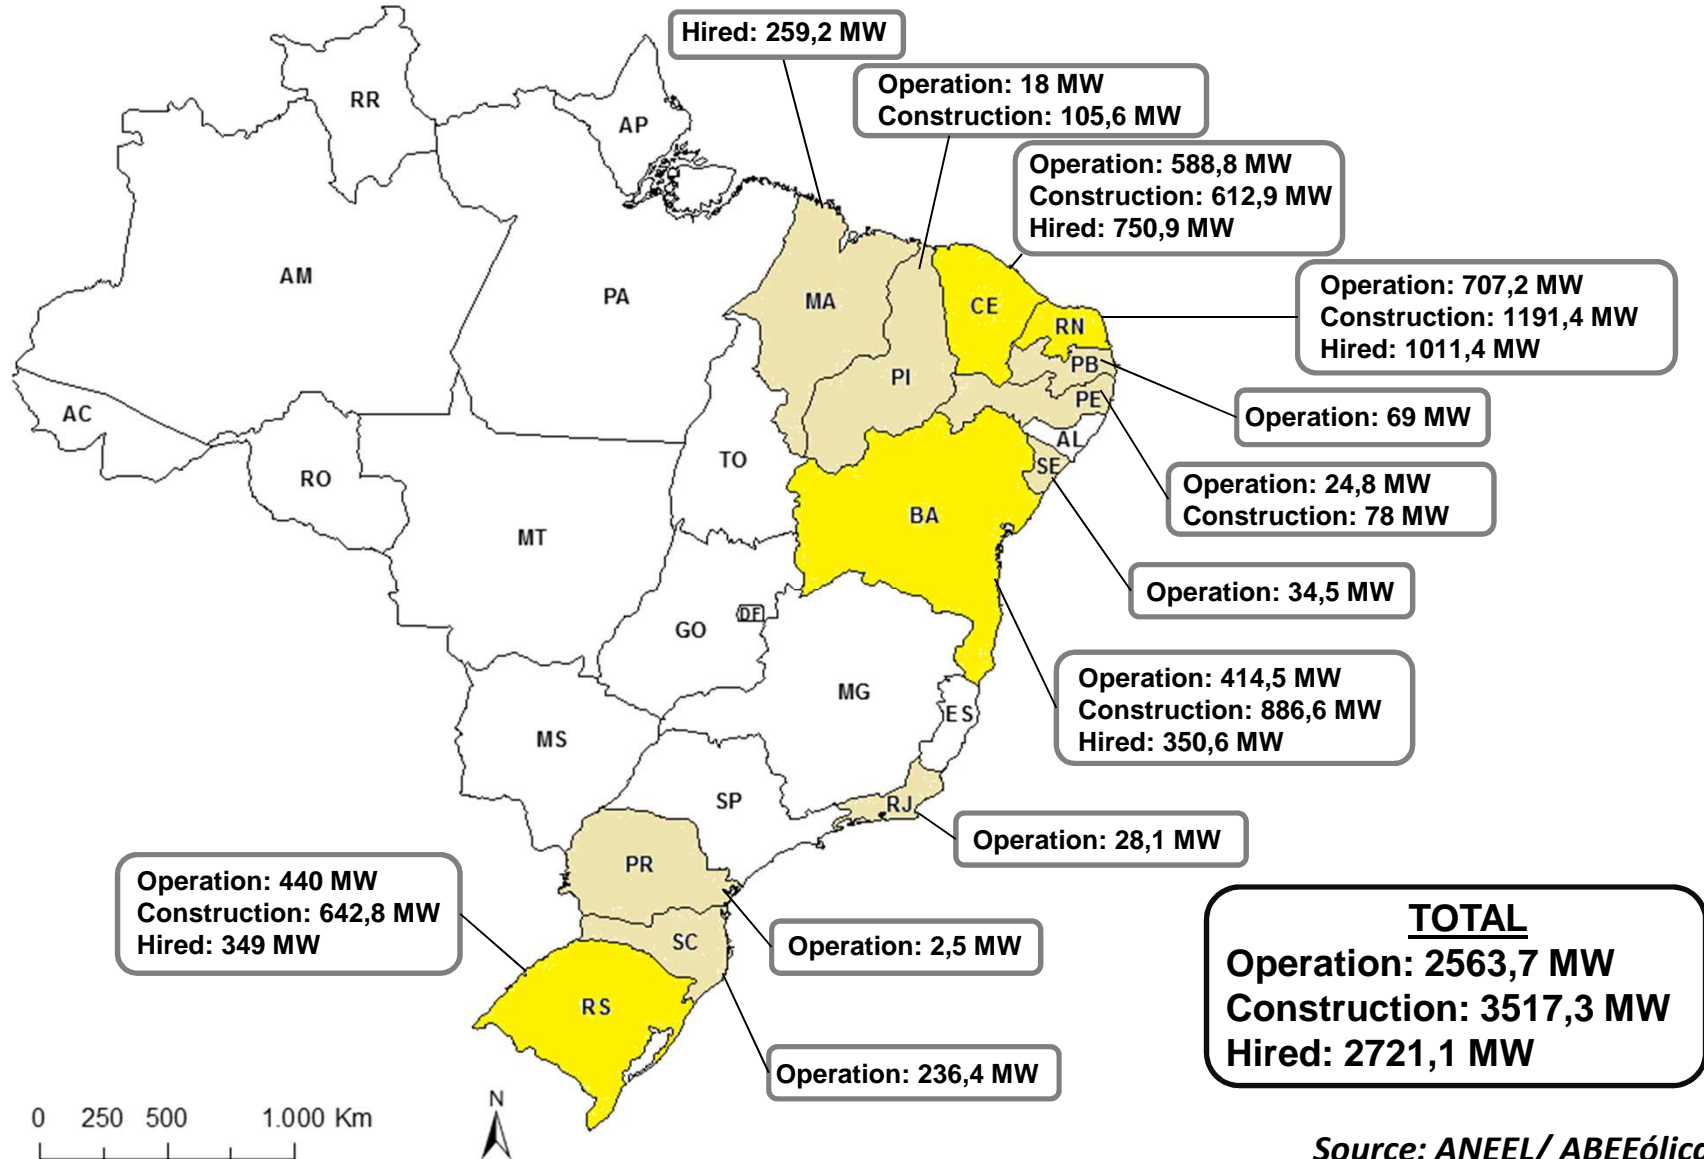 Hired: 259,2 MW
Operation: 18 MW
Construction: 105,6 MW
Operation: 588,8 MW
Construction: 612,9 MW
Hired: 750,9 MW
Operation: 707,2 MW
Construction: 1191,4 MW
Hired: 1011,4 MW
Operation: 69 MW
Operation: 24,8 MW
Construction: 78 MW
Operation: 34,5 MW
Operation: 414,5 MW
Construction: 886,6 MW
Hired: 350,6 MW
Operation: 28,1 MW
Operation: 440 MW
Construction: 642,8 MW
Hired: 349 MW
Operation: 2,5 MW
Operation: 236,4 MW
RR
AP
AM
PA
MA
CE
RN
PB
PI
PE
AC
AL
TO
SE
RO
BA
MT
DF
GO
MG
ES
MS
SP
RJ
PR
SC
RS
TOTAL
Operation: 2563,7 MW
Construction: 3517,3 MW
Hired: 2721,1 MW
N
0 250 500 1.000 Km
Source: ANEEL/ ABEEólica